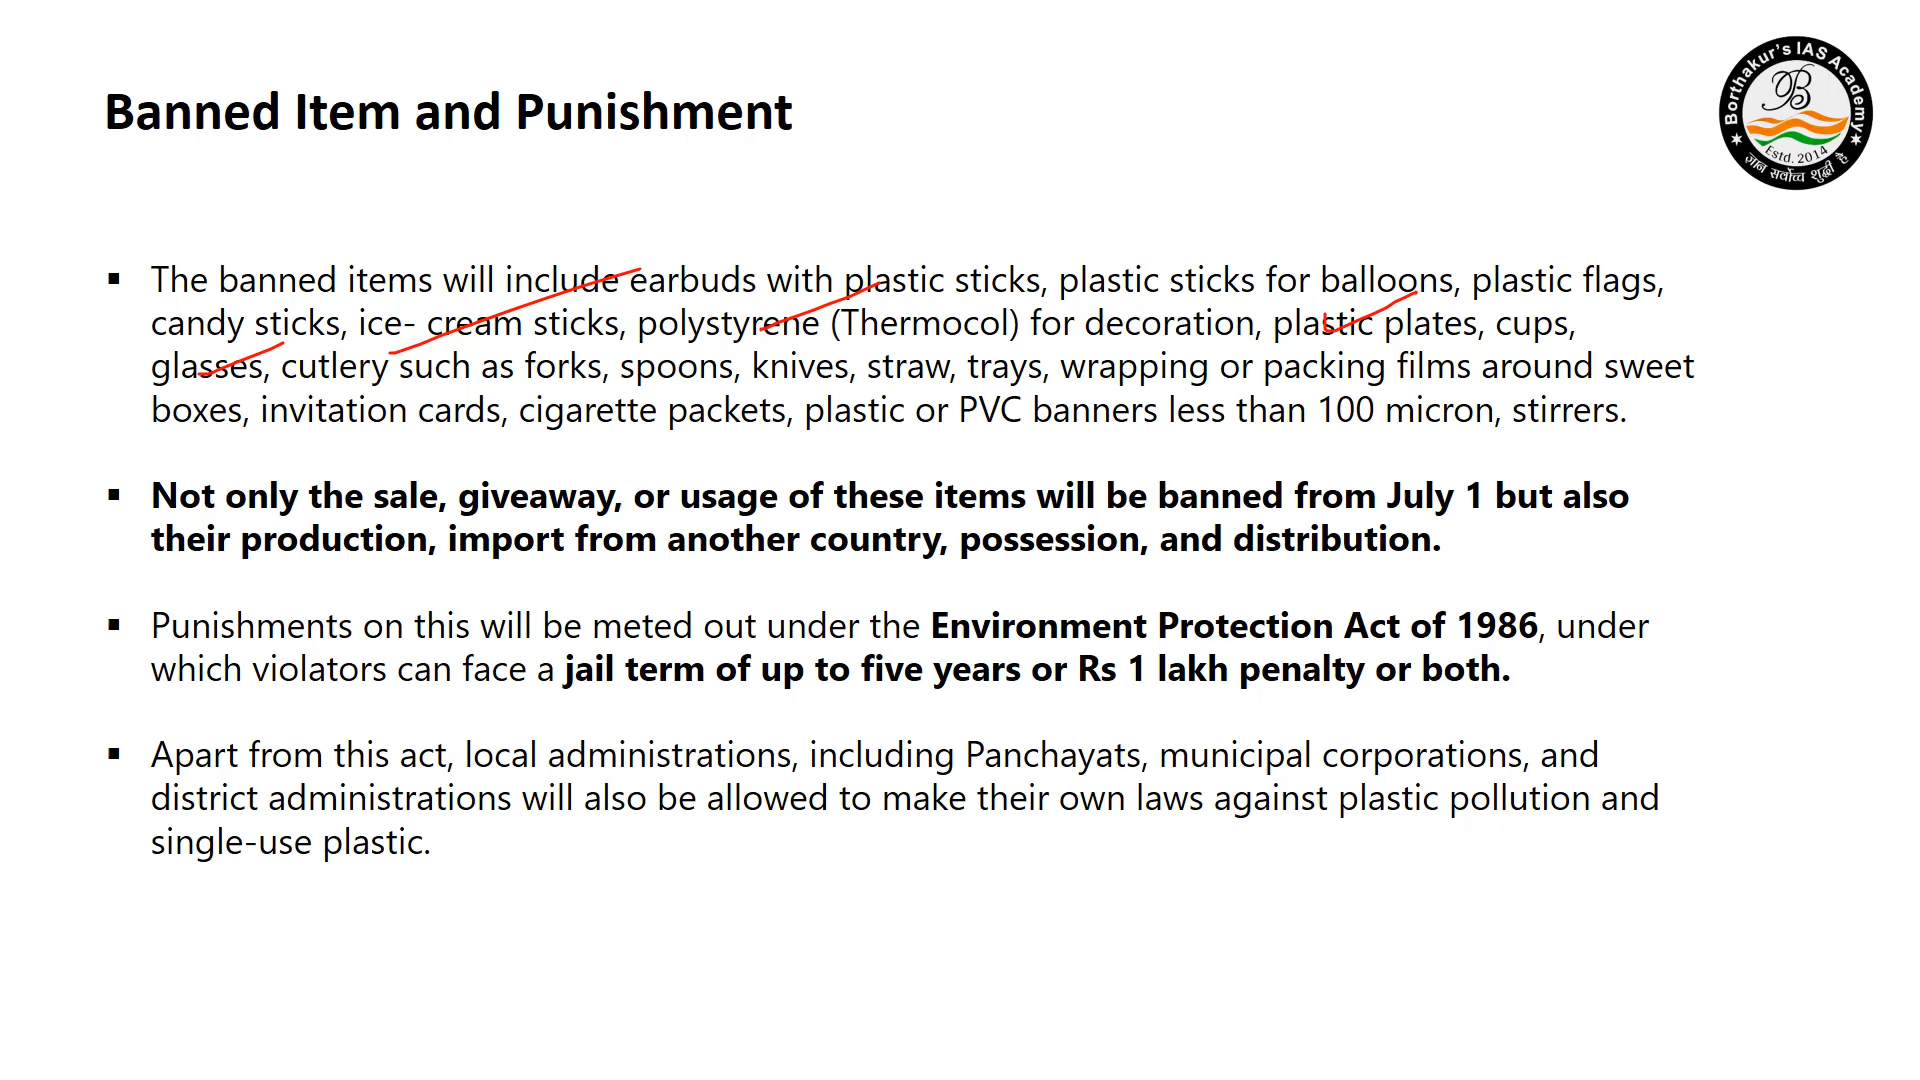 Banned Item and Punishment
Borthakur's IAS Academy
B
Estd. 2014
ज्ञान सर्वोच्च शुद्धी है
▪ The banned items will include earbuds with plastic sticks, plastic sticks for balloons, plastic flags,
candy sticks, ice- cream sticks, polystyrene (Thermocol) for decoration, plastic plates, cups,
glasses, cutlery such as forks, spoons, knives, straw, trays, wrapping or packing films around sweet
boxes, invitation cards, cigarette packets, plastic or PVC banners less than 100 micron, stirrers.
▪ Not only the sale, giveaway, or usage of these items will be banned from July 1 but also
their production, import from another country, possession, and distribution.
▪ Punishments on this will be meted out under the Environment Protection Act of 1986, under
which violators can face a jail term of up to five years or Rs 1 lakh penalty or both.
▪ Apart from this act, local administrations, including Panchayats, municipal corporations, and
district administrations will also be allowed to make their own laws against plastic pollution and
single-use plastic.